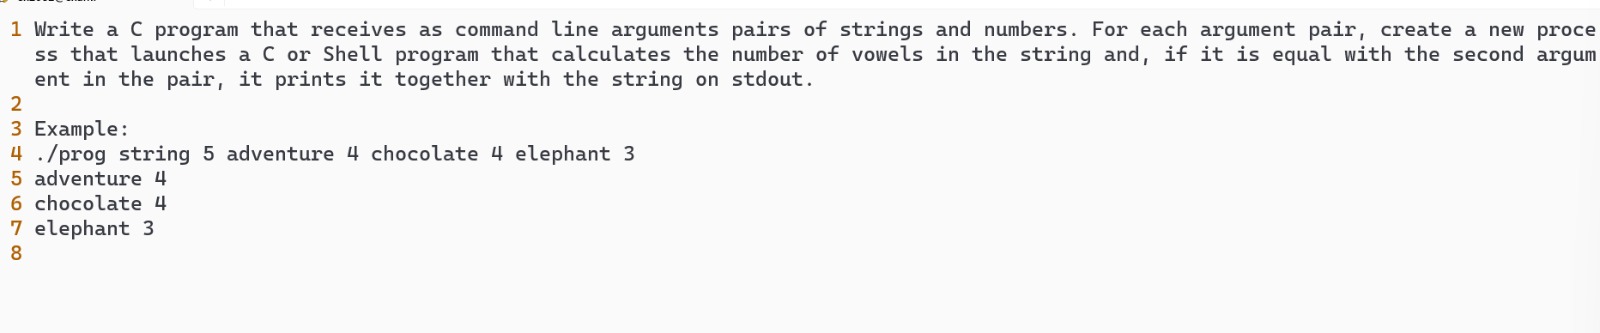 1 Write a C program that receives as command line arguments pairs of strings and numbers. For each argument pair, create a new proce
ss that launches a C or Shell program that calculates the number of vowels in the string and, if it is equal with the second argum
ent in the pair, it prints it together with the string on stdout.
2
3 Example:
4 ./prog string 5 adventure 4 chocolate 4 elephant 3
5 adventure 4
6 chocolate 4
7 elephant 3
8